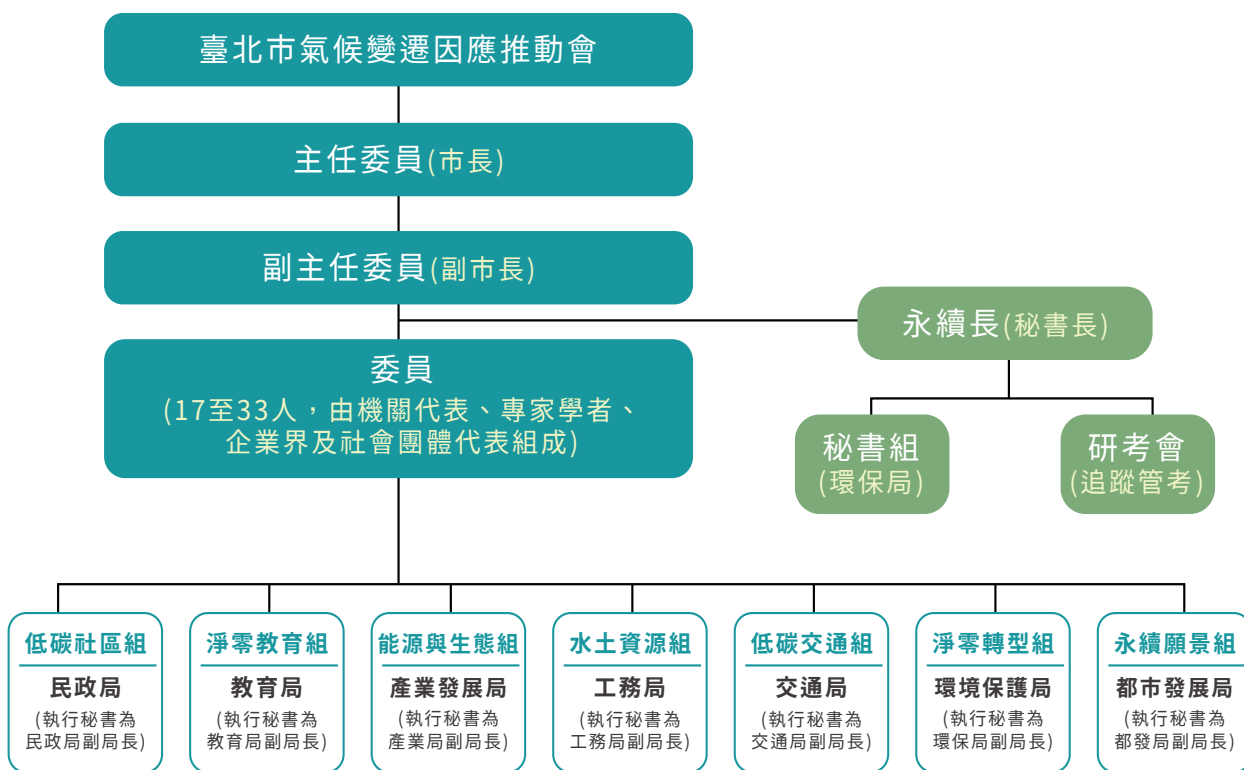 臺北市氣候變遷因應推動會
主任委員(市長)
副主任委員(副市長)
永續長(秘書長)
委員
(17至33人，由機關代表、專家學者、
企業界及社會團體代表組成)
秘書組
(環保局)
研考會
(追蹤管考)
低碳社區組
民政局
(執行秘書為
民政局副局長)
淨零教育組
教育局
(執行秘書為
教育局副局長)
能源與生態組
產業發展局
(執行秘書為
產業局副局長)
水土資源組
工務局
(執行秘書為
工務局副局長)
低碳交通組
交通局
(執行秘書為
交通局副局長)
淨零轉型組
環境保護局
(執行秘書為
環保局副局長)
永續願景組
都市發展局
(執行秘書為
都發局副局長)